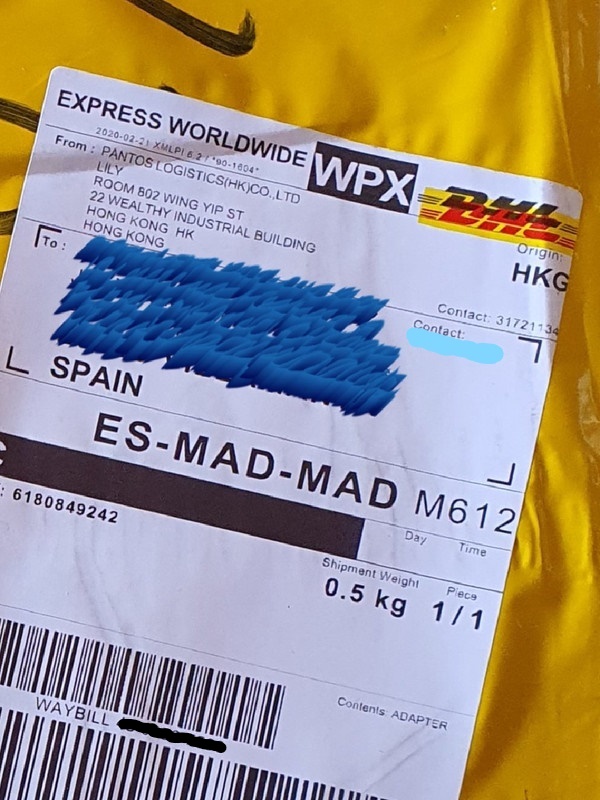 EXPRESS WORLDWIDE
2020-02-21 XMLPI 6.2 / *90-1604*
WPX
DHL
From : PANTOS LOGISTICS(HK)CO.,LTD
LILY
ROOM 802 WING YIP ST
22 WEALTHY INDUSTRIAL BUILDING
HONG KONG HK
HONG KONG
Origin:
HKG
Contact: 31721134
To :
Contact:
SPAIN
ES-MAD-MAD M612
: 6180849242
Day Time
Shipment Weight Piece
0.5 kg 1/1
Contents: ADAPTER
WAYBILL